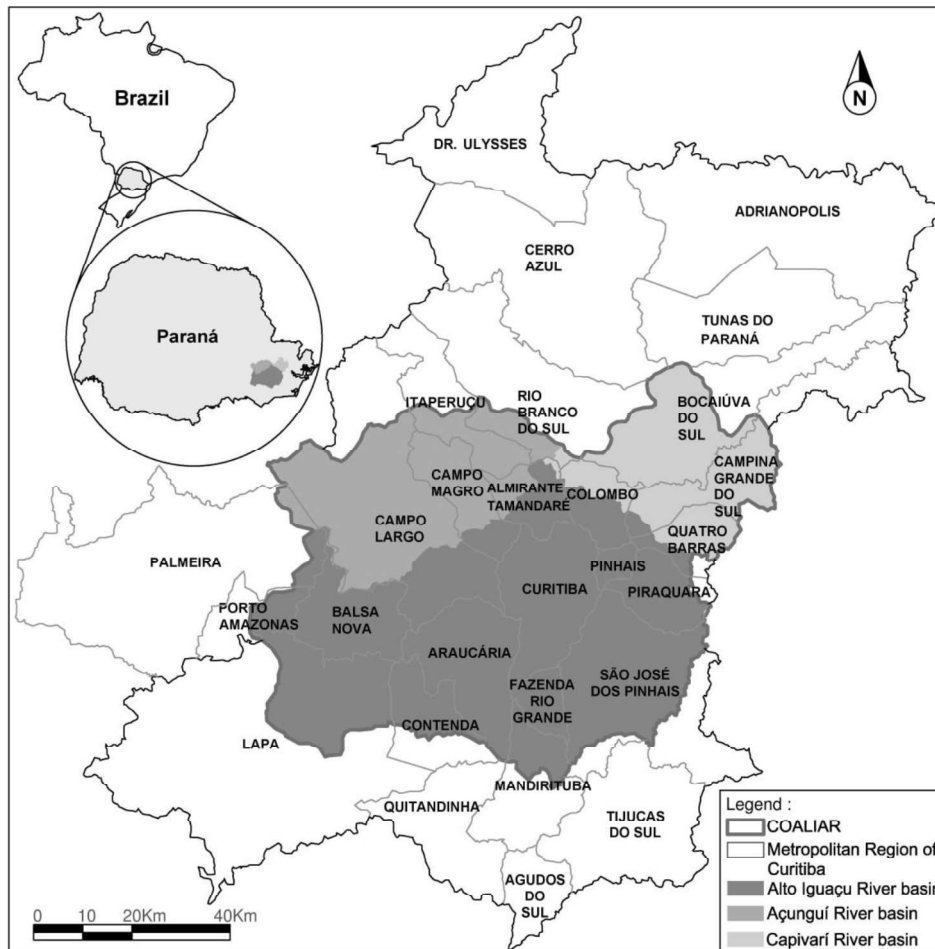 Brazil
N
Paraná
DR. ULYSSES
ADRIANOPOLIS
CERRO
AZUL
TUNAS DO
PARANÁ
ITAPERUÇU
RIO
BRANCO
DO SUL
BOCAIÚVA
DO
SUL
CAMPO
MAGRO
ALMIRANTE
TAMANDARÉ
COLOMBO
CAMPINA
GRANDE
DO
SUL
CAMPO
LARGO
QUATRO
BARRAS
PALMEIRA
PINHAIS
CURITIBA
PIRAQUARA
PORTO
AMAZONAS
BALSA
NOVA
ARAUCÁRIA
SÃO JOSÉ
DOS PINHAIS
FAZENDA
RIO
GRANDE
CONTENDA
LAPA
MANDIRITUBA
QUITANDINHA
TIJUCAS
DO SUL
AGUDOS
DO
SUL
Legend :
COALIAR
Metropolitan Region of
Curitiba
Alto Iguaçu River basin
Açunguí River basin
Capivarí River basin
0 10 20Km 40Km